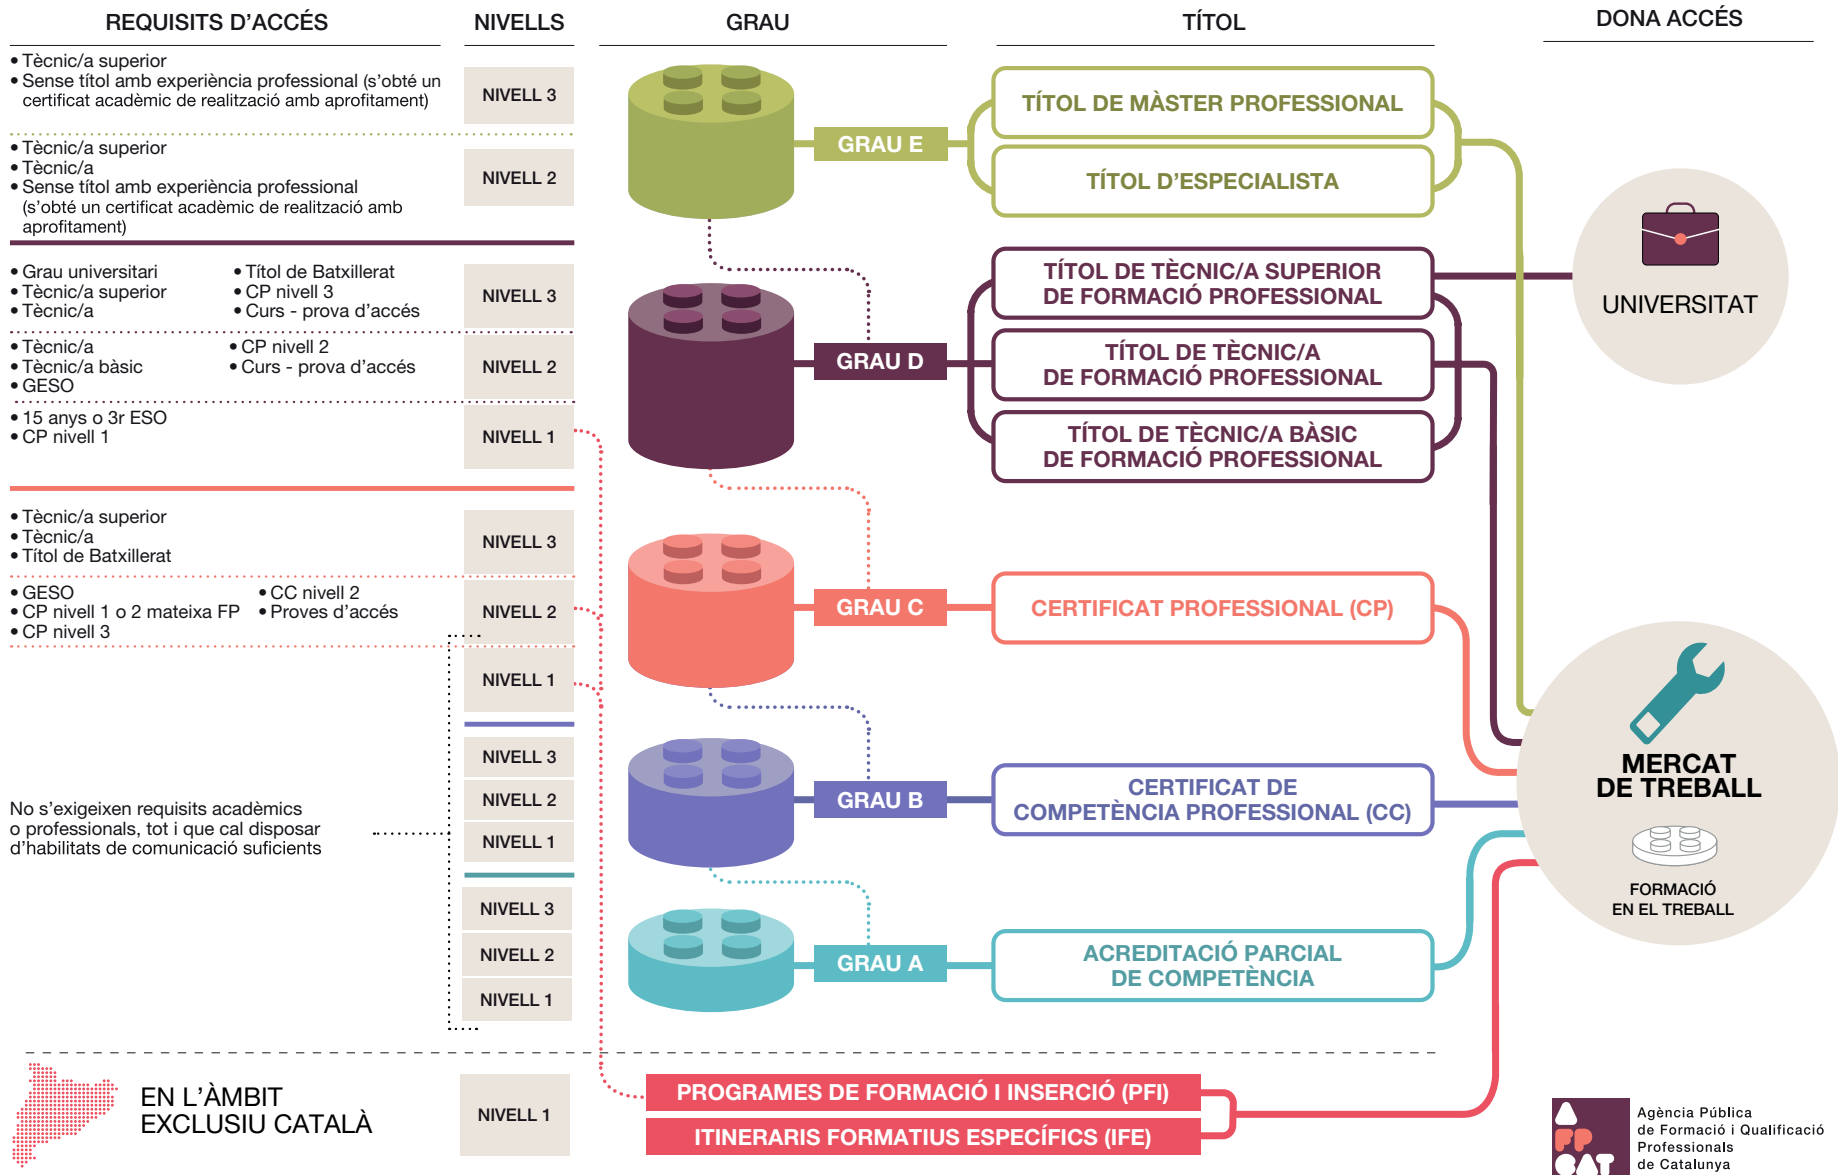 REQUISITS D'ACCÉS
NIVELLS
GRAU
TÍTOL
DONA ACCÉS
• Tècnic/a superior
• Sense títol amb experiència professional (s'obté un
certificat acadèmic de realització amb aprofitament)
NIVELL 3
• Tècnic/a superior
• Tècnic/a
• Sense títol amb experiència professional
(s'obté un certificat acadèmic de realització amb
aprofitament)
NIVELL 2
GRAU E
TÍTOL DE MÀSTER PROFESSIONAL
TÍTOL D'ESPECIALISTA
• Grau universitari
• Tècnic/a superior
• Tècnic/a
• Títol de Batxillerat
• CP nivell 3
• Curs - prova d'accés
NIVELL 3
• Tècnic/a
• Tècnic/a bàsic
• GESO
• CP nivell 2
• Curs - prova d'accés
NIVELL 2
• 15 anys o 3r ESO
• CP nivell 1
NIVELL 1
GRAU D
TÍTOL DE TÈCNIC/A SUPERIOR
DE FORMACIÓ PROFESSIONAL
TÍTOL DE TÈCNIC/A
DE FORMACIÓ PROFESSIONAL
TÍTOL DE TÈCNIC/A BÀSIC
DE FORMACIÓ PROFESSIONAL
UNIVERSITAT
• Tècnic/a superior
• Tècnic/a
• Títol de Batxillerat
NIVELL 3
• GESO
• CP nivell 1 o 2 mateixa FP
• CP nivell 3
• CC nivell 2
• Proves d'accés
NIVELL 2
NIVELL 1
GRAU C
CERTIFICAT PROFESSIONAL (CP)
NIVELL 3
NIVELL 2
NIVELL 1
No s'exigeixen requisits acadèmics
o professionals, tot i que cal disposar
d'habilitats de comunicació suficients
GRAU B
CERTIFICAT DE
COMPETÈNCIA PROFESSIONAL (CC)
MERCAT
DE TREBALL
FORMACIÓ
EN EL TREBALL
NIVELL 3
NIVELL 2
NIVELL 1
GRAU A
ACREDITACIÓ PARCIAL
DE COMPETÈNCIA
EN L'ÀMBIT
EXCLUSIU CATALÀ
NIVELL 1
PROGRAMES DE FORMACIÓ I INSERCIÓ (PFI)
ITINERARIS FORMATIUS ESPECÍFICS (IFE)
A
FP
CAT
Agència Pública
de Formació i Qualificació
Professionals
de Catalunya